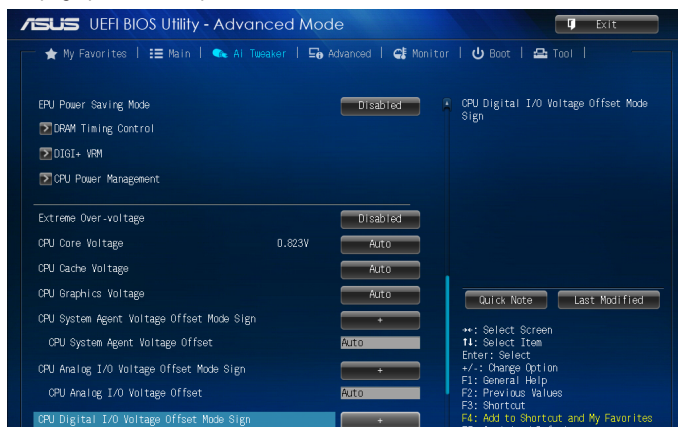 ASUS UEFI BIOS Utility - Advanced Mode
Exit
My Favorites | Main | Ai Tweaker | Advanced | Monitor | Boot | Tool |
EPU Power Saving Mode Disabled
DRAM Timing Control
DIGI+ VRM
CPU Power Management
Extreme Over-voltage Disabled
CPU Core Voltage 0.823V Auto
CPU Cache Voltage Auto
CPU Graphics Voltage Auto
CPU System Agent Voltage Offset Mode Sign +
CPU System Agent Voltage Offset Auto
CPU Analog I/O Voltage Offset Mode Sign +
CPU Analog I/O Voltage Offset Auto
CPU Digital I/O Voltage Offset Mode Sign +
CPU Digital I/O Voltage Offset Mode
Sign
Quick Note Last Modified
→←: Select Screen
↑↓: Select Item
Enter: Select
+/-: Change Option
F1: General Help
F2: Previous Values
F3: Shortcut
F4: Add to Shortcut and My Favorites